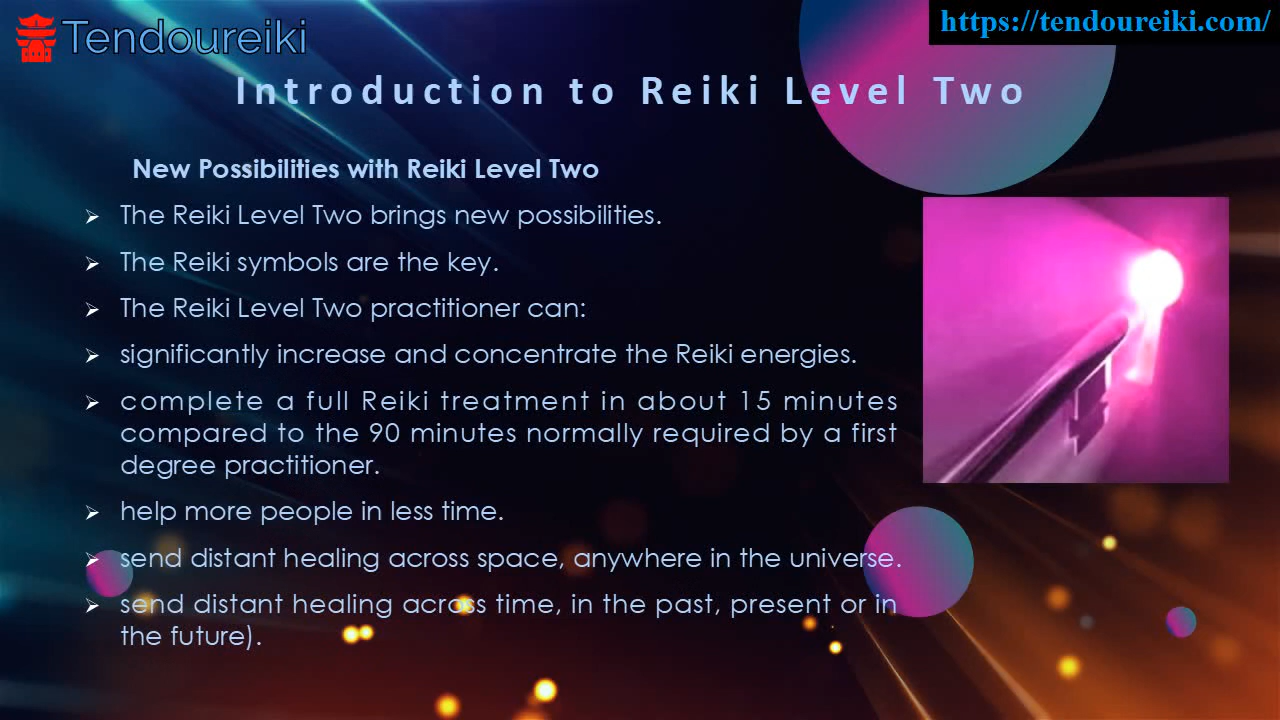 Tendoureiki
https://tendoureiki.com/
Introduction to Reiki Level Two
New Possibilities with Reiki Level Two
➢ The Reiki Level Two brings new possibilities.
➢ The Reiki symbols are the key.
➢ The Reiki Level Two practitioner can:
➢ significantly increase and concentrate the Reiki energies.
➢ complete a full Reiki treatment in about 15 minutes
compared to the 90 minutes normally required by a first
degree practitioner.
➢ help more people in less time.
➢ send distant healing across space, anywhere in the universe.
➢ send distant healing across time, in the past, present or in
the future).